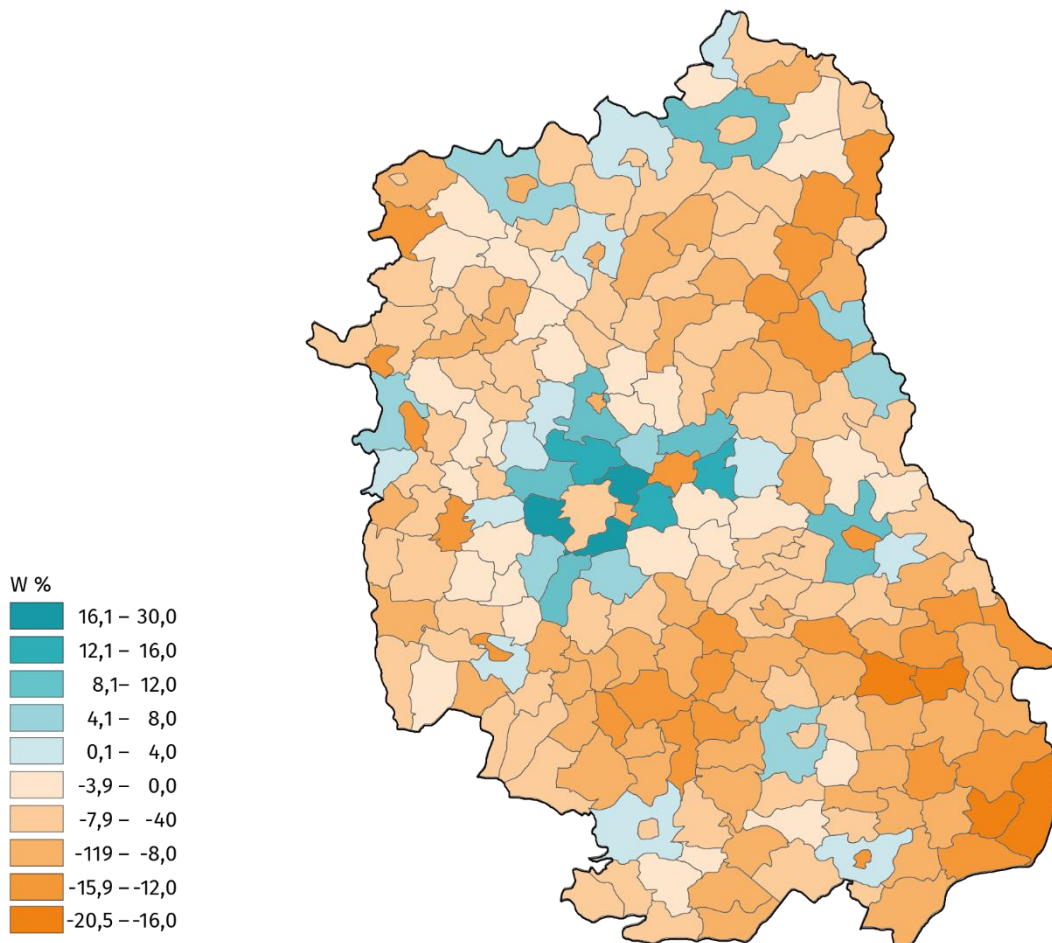 W %
16,1 – 30,0
12,1 – 16,0
8,1 – 12,0
4,1 – 8,0
0,1 – 4,0
-3,9 – 0,0
-7,9 – -40
-119 – -8,0
-15,9 – -12,0
-20,5 – -16,0